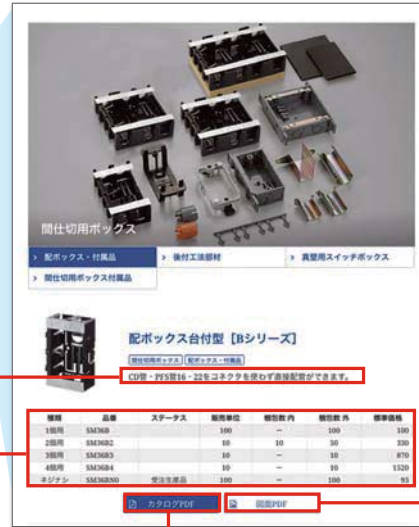 間仕切用ボックス
› 配ボックス・付属品 › 後付工法部材 › 真壁用スイッチボックス
› 間仕切用ボックス付属品
配ボックス台付型［Bシリーズ］
間仕切用ボックス 配ボックス・付属品
CD管・PFS管16・22をコネクタを使わず直接配管ができます。
種類 品番 ステータス 販売単位 梱包数 内 梱包数 外 標準価格
1個用 SM36B 100 － 100 100
2個用 SM36B2 10 10 50 330
3個用 SM36B3 10 － 10 870
4個用 SM36B4 10 － 10 1520
ネジナシ SM36BN0 受注生産品 100 － 100 93
カタログPDF 図面PDF